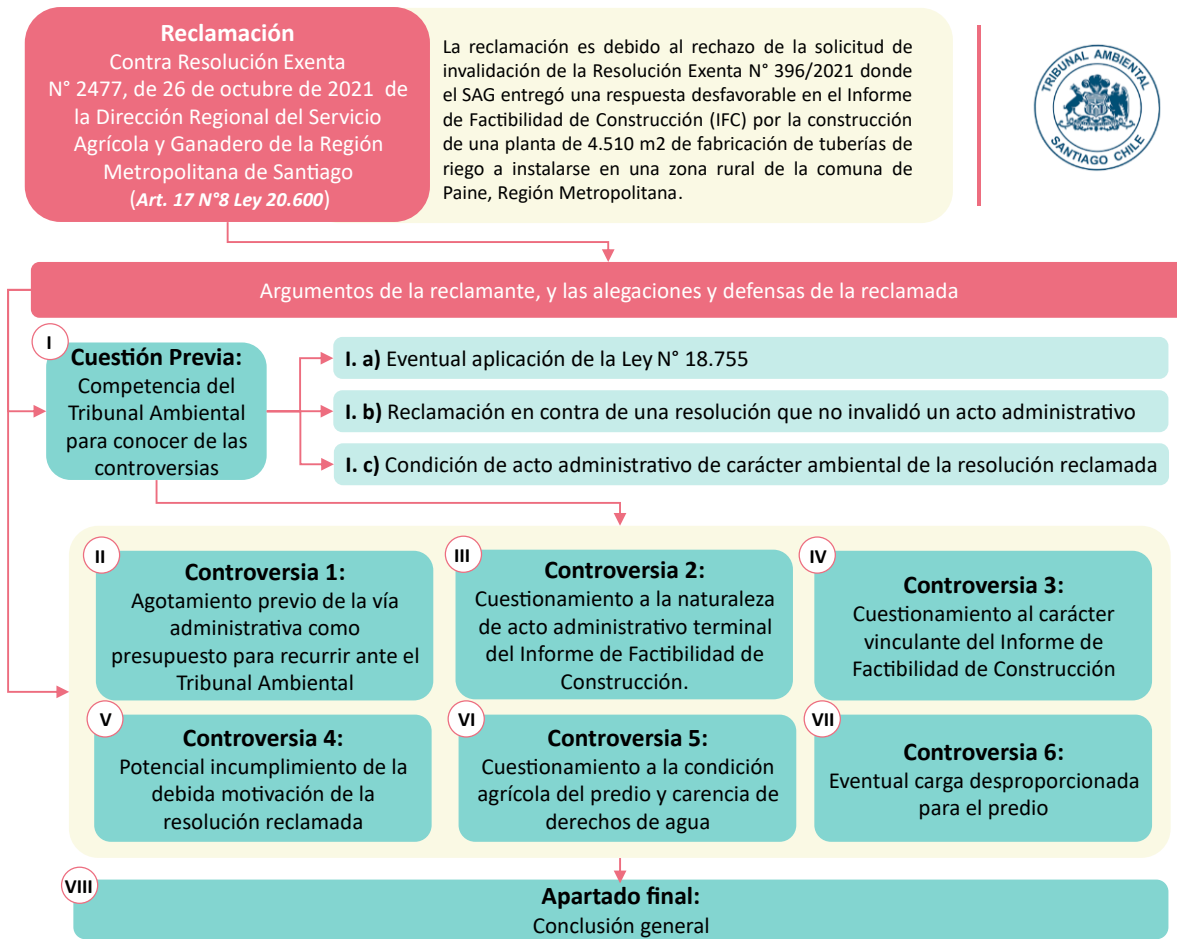 Reclamación
Contra Resolución Exenta
N° 2477, de 26 de octubre de 2021 de
la Dirección Regional del Servicio
Agrícola y Ganadero de la Región
Metropolitana de Santiago
(Art. 17 N°8 Ley 20.600)
La reclamación es debido al rechazo de la solicitud de
invalidación de la Resolución Exenta N° 396/2021 donde
el SAG entregó una respuesta desfavorable en el Informe
de Factibilidad de Construcción (IFC) por la construcción
de una planta de 4.510 m2 de fabricación de tuberías de
riego a instalarse en una zona rural de la comuna de
Paine, Región Metropolitana.
TRIBUNAL AMBIENTAL
SANTIAGO CHILE
Argumentos de la reclamante, y las alegaciones y defensas de la reclamada
I
Cuestión Previa:
Competencia del
Tribunal Ambiental
para conocer de las
controversias
I. a) Eventual aplicación de la Ley N° 18.755
I. b) Reclamación en contra de una resolución que no invalidó un acto administrativo
I. c) Condición de acto administrativo de carácter ambiental de la resolución reclamada
II
Controversia 1:
Agotamiento previo de la vía
administrativa como
presupuesto para recurrir ante el
Tribunal Ambiental
III
Controversia 2:
Cuestionamiento a la naturaleza
de acto administrativo terminal
del Informe de Factibilidad de
Construcción.
IV
Controversia 3:
Cuestionamiento al carácter
vinculante del Informe de
Factibilidad de Construcción
V
Controversia 4:
Potencial incumplimiento de la
debida motivación de la
resolución reclamada
VI
Controversia 5:
Cuestionamiento a la condición
agrícola del predio y carencia de
derechos de agua
VII
Controversia 6:
Eventual carga desproporcionada
para el predio
VIII
Apartado final:
Conclusión general